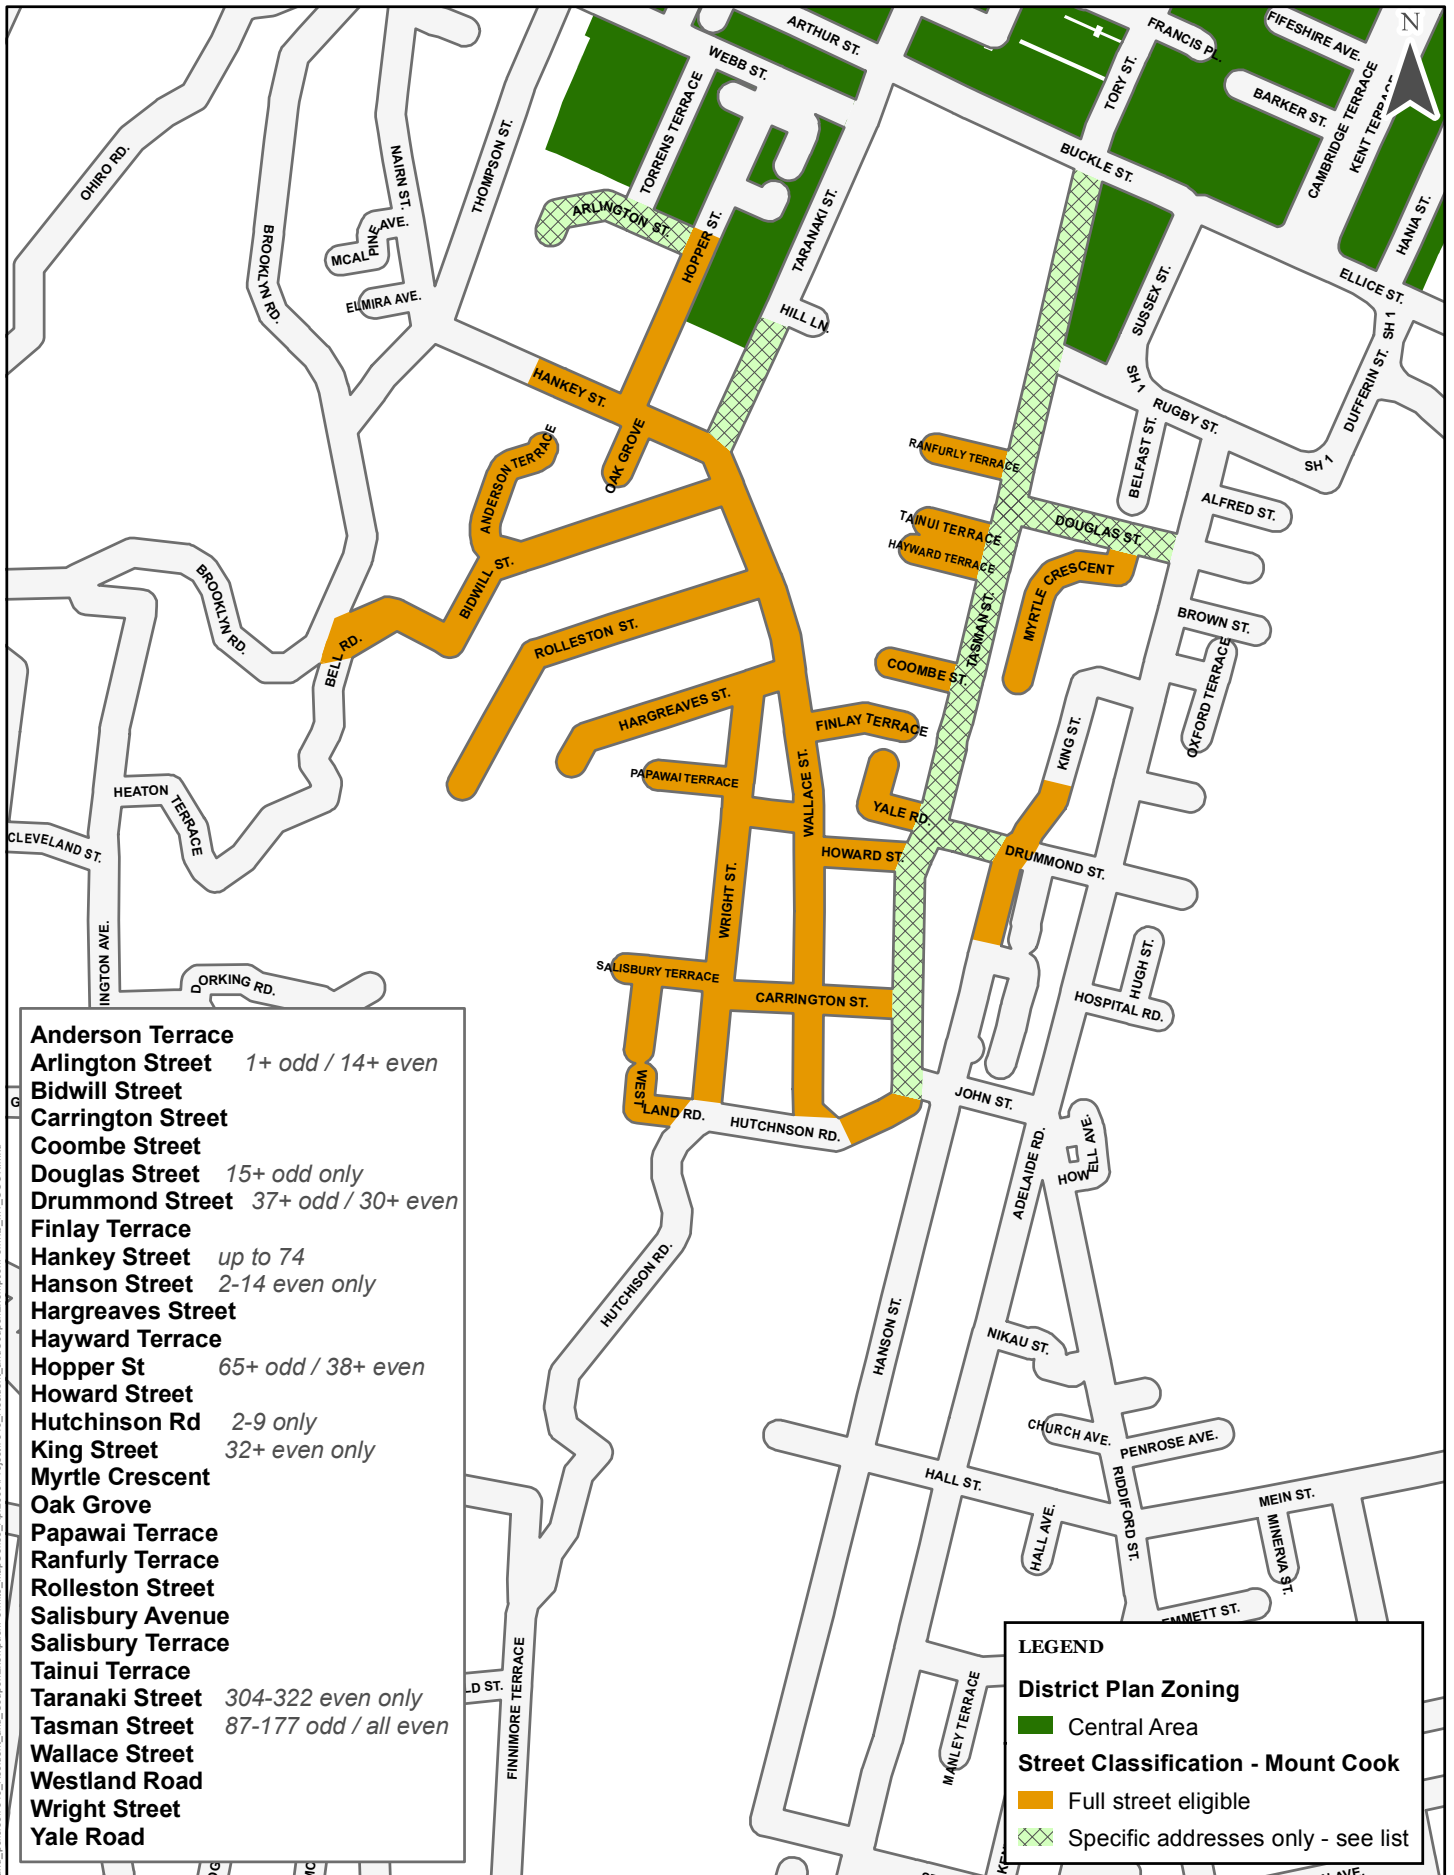 ARTHUR ST.
FRANCIS PL.
FIFESHIRE AVE.
N
WEBB ST.
TORY ST.
BARKER ST.
CAMBRIDGE TERRACE
KENT TERRACE
OHIRO RD.
NAIRN ST.
THOMPSON ST.
TORRENS TERRACE
BUCKLE ST.
ARLINGTON ST.
HOPPER ST.
TARANAKI ST.
HANIA ST.
MCALPINE AVE.
BROOKLYN RD.
ELMIRA AVE.
HILL LN.
SUSSEX ST.
ELLICE ST.
SH 1
SH 1
DUFFERIN ST.
HANKEY ST.
RUGBY ST.
OAK GROVE
ANDERSON TERRACE
RANFURLY TERRACE
BELFAST ST.
SH 1
ALFRED ST.
TAINUI TERRACE
DOUGLAS ST.
HAYWARD TERRACE
BROOKLYN RD.
BIDWILL ST.
MYRTLE CRESCENT
BROWN ST.
BELL RD.
ROLLESTON ST.
TASMAN ST.
COOMBE ST.
OXFORD TERRACE
HARGREAVES ST.
FINLAY TERRACE
KING ST.
PAPAWAI TERRACE
WALLACE ST.
HEATON TERRACE
YALE RD.
CLEVELAND ST.
HOWARD ST.
DRUMMOND ST.
WRIGHT ST.
INGTON AVE.
DORKING RD.
SALISBURY TERRACE
CARRINGTON ST.
HUGH ST.
HOSPITAL RD.
WESTLAND RD.
HUTCHNSON RD.
JOHN ST.
ADELAIDE RD.
HOWELL AVE.
HUTCHISON RD.
HANSON ST.
NIKAU ST.
CHURCH AVE.
PENROSE AVE.
HALL ST.
RIDDIFORD ST.
MEIN ST.
HALL AVE.
MINERVA ST.
EMMETT ST.
FINNIMORE TERRACE
LD ST.
MANLEY TERRACE
G
Anderson Terrace
Arlington Street 1+ odd / 14+ even
Bidwill Street
Carrington Street
Coombe Street
Douglas Street 15+ odd only
Drummond Street 37+ odd / 30+ even
Finlay Terrace
Hankey Street up to 74
Hanson Street 2-14 even only
Hargreaves Street
Hayward Terrace
Hopper St 65+ odd / 38+ even
Howard Street
Hutchinson Rd 2-9 only
King Street 32+ even only
Myrtle Crescent
Oak Grove
Papawai Terrace
Ranfurly Terrace
Rolleston Street
Salisbury Avenue
Salisbury Terrace
Tainui Terrace
Taranaki Street 304-322 even only
Tasman Street 87-177 odd / all even
Wallace Street
Westland Road
Wright Street
Yale Road
LEGEND
District Plan Zoning
Central Area
Street Classification - Mount Cook
Full street eligible
Specific addresses only - see list